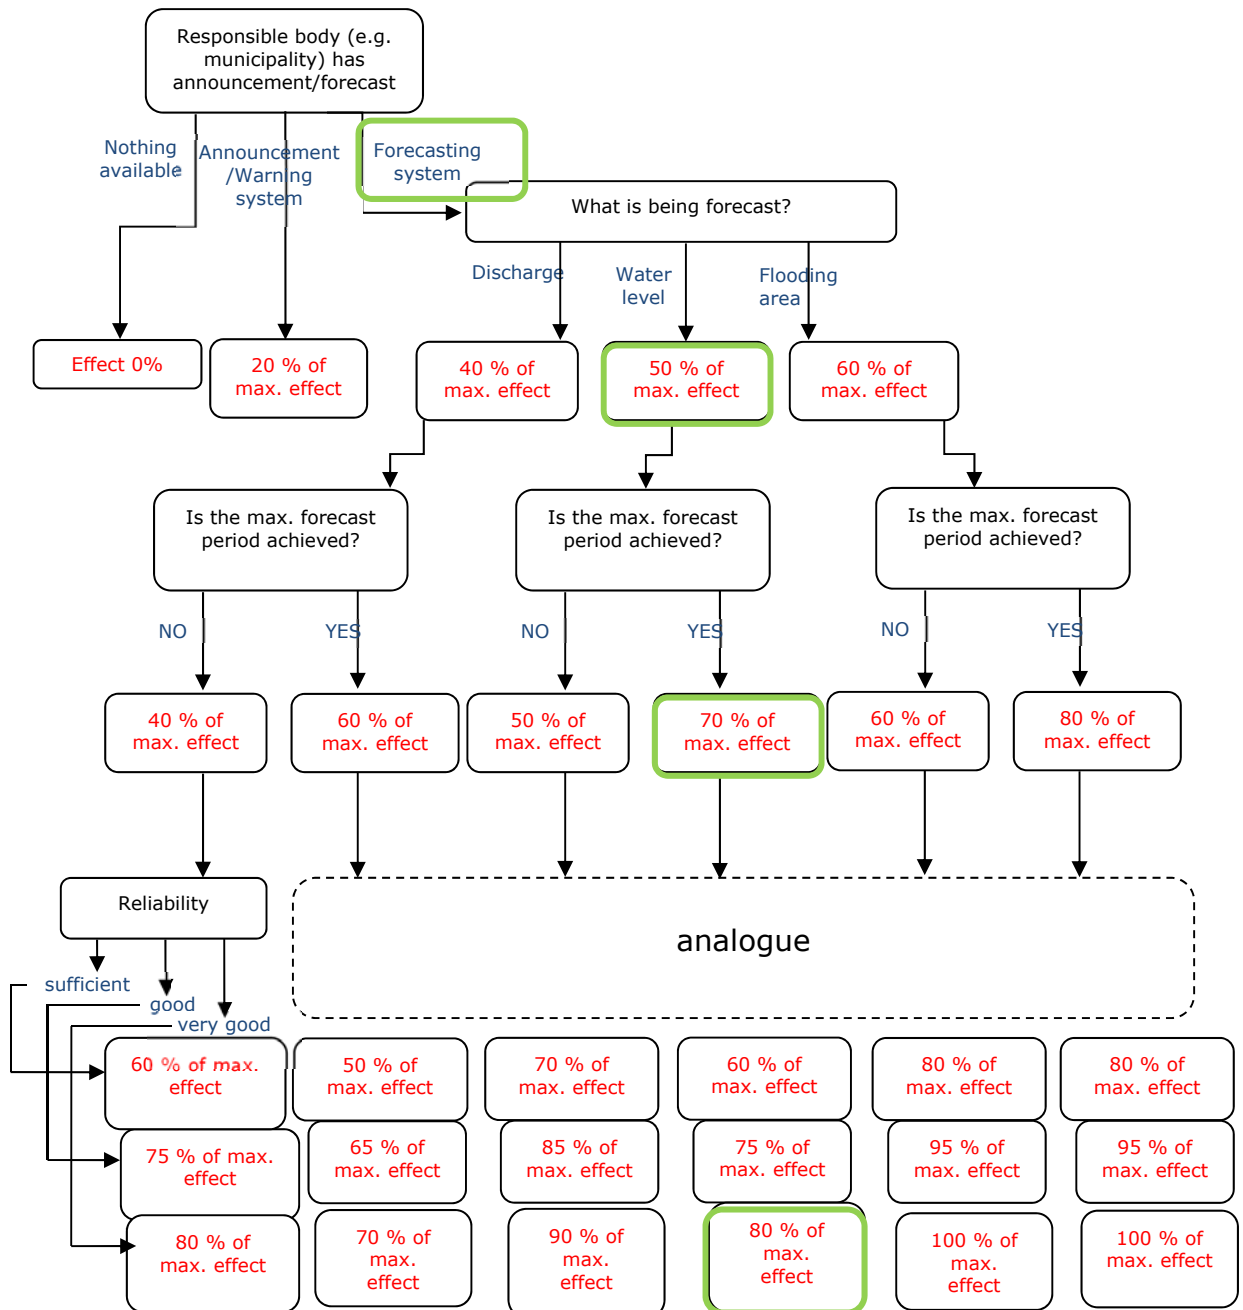 Responsible body (e.g.
municipality) has
announcement/forecast
Nothing
available
Announcement
/Warning
system
Forecasting
system
What is being forecast?
Discharge
Water
level
Flooding
area
Effect 0%
20 % of
max. effect
40 % of
max. effect
50 % of
max. effect
60 % of
max. effect
Is the max. forecast
period achieved?
Is the max. forecast
period achieved?
Is the max. forecast
period achieved?
NO
YES
NO
YES
NO
YES
40 % of
max. effect
60 % of
max. effect
50 % of
max. effect
70 % of
max. effect
60 % of
max. effect
80 % of
max. effect
Reliability
analogue
sufficient
good
very good
60 % of max.
effect
50 % of
max. effect
70 % of
max. effect
60 % of
max. effect
80 % of
max. effect
80 % of
max. effect
75 % of max.
effect
65 % of
max. effect
85 % of
max. effect
75 % of
max. effect
95 % of
max. effect
95 % of
max. effect
80 % of
max. effect
70 % of
max.
effect
90 % of
max.
effect
80 % of
max.
effect
100 % of
max.
effect
100 % of
max. effect